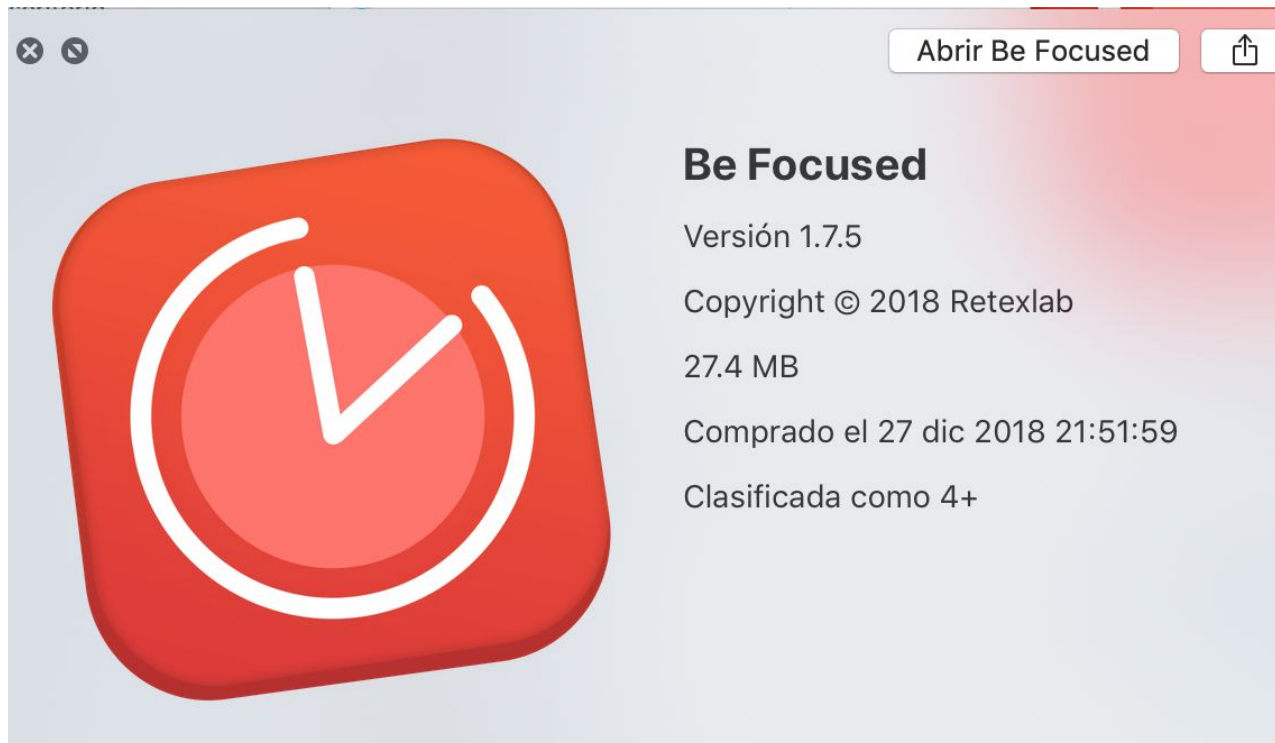 Abrir Be Focused
Be Focused
Versión 1.7.5
Copyright © 2018 Retexlab
27.4 MB
Comprado el 27 dic 2018 21:51:59
Clasificada como 4+